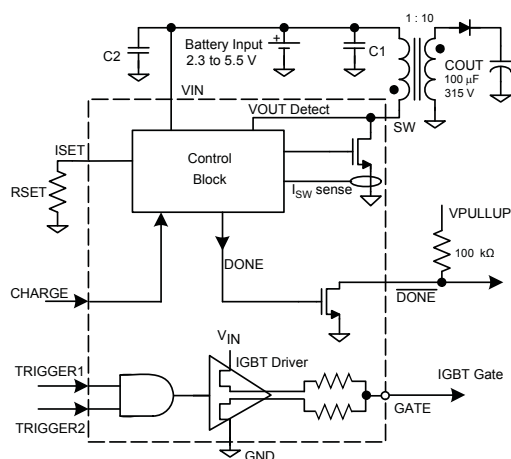 1 : 10
Battery Input
2.3 to 5.5 V
+
C2
C1
COUT
100 µF
315 V
VIN
VOUT Detect
SW
ISET
Control
Block
RSET
ISW sense
VPULLUP
100 kΩ
DONE
DONE
CHARGE
VIN
IGBT Driver
TRIGGER1
IGBT Gate
TRIGGER2
GATE
GND